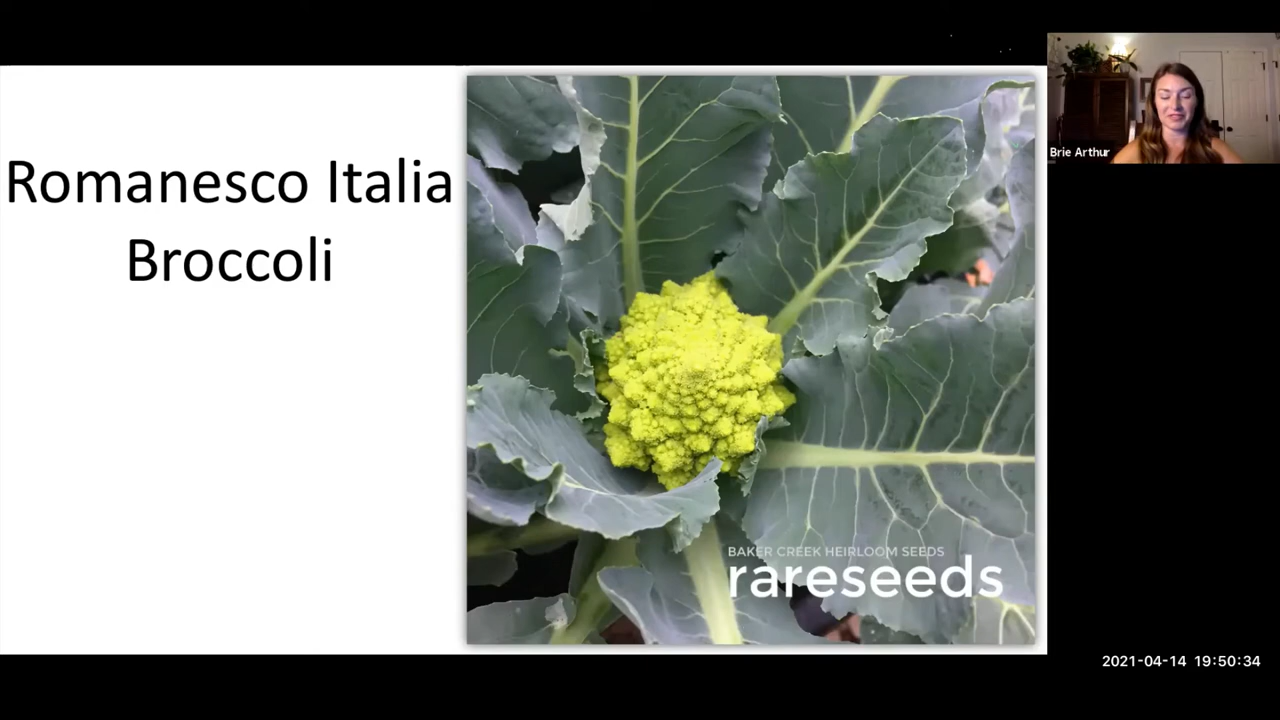 Romanesco Italia
Broccoli
BAKER CREEK HEIRLOOM SEEDS
rareseeds
Brie Arthur
2021-04-14 19:50:34